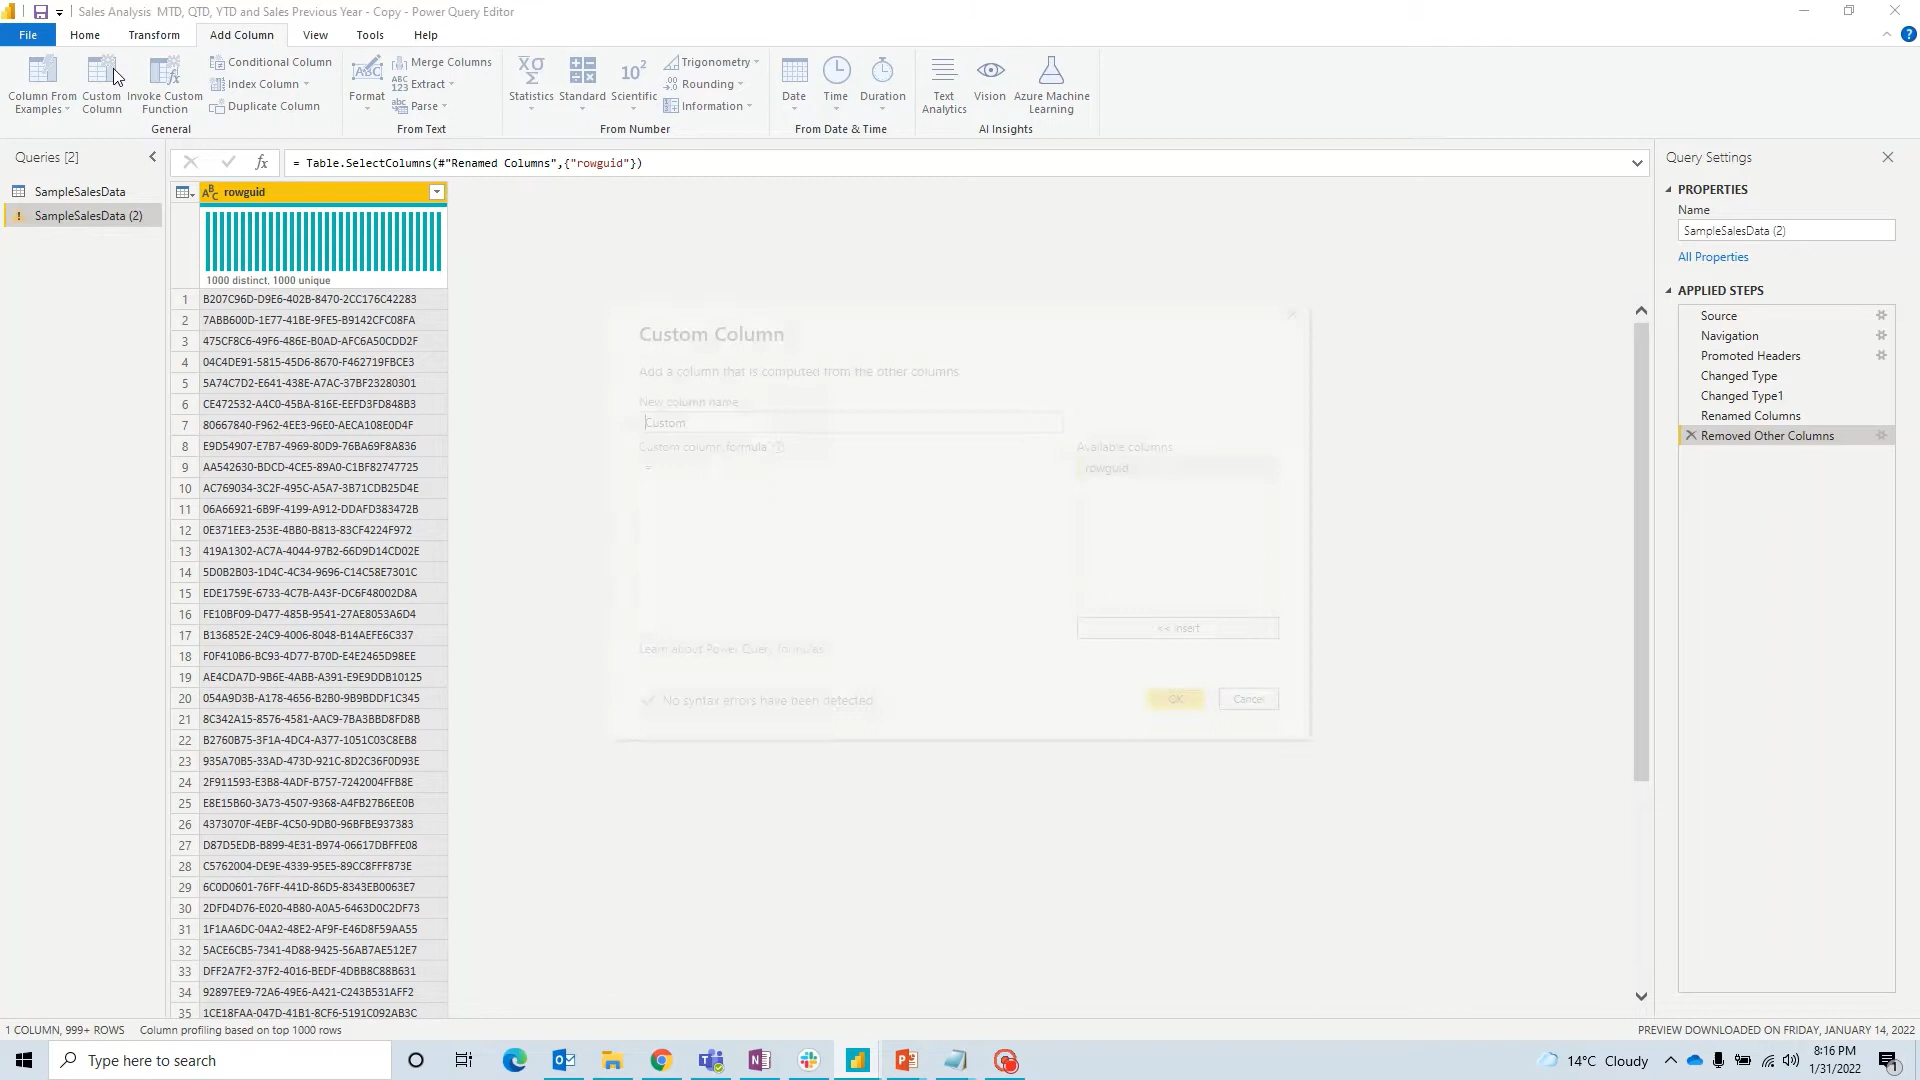 Sales Analysis  MTD, QTD, YTD and Sales Previous Year - Copy - Power Query Editor
File Home Transform Add Column View Tools Help
Column From Examples
Custom Column
Invoke Custom Function
Conditional Column
Index Column
Duplicate Column
General
Format
Merge Columns
Extract
Parse
From Text
Statistics
Standard
Scientific
Trigonometry
Rounding
Information
From Number
Date
Time
Duration
From Date & Time
Text Analytics
Vision
Azure Machine Learning
AI Insights
Queries [2]
SampleSalesData
SampleSalesData (2)
= Table.SelectColumns(#"Renamed Columns",{"rowguid"})
rowguid
1000 distinct, 1000 unique
1 B207C96D-D9E6-402B-8470-2CC176C42283
2 7ABB600D-1E77-41BE-9FE5-B9142CFC08FA
3 475CF8C6-49F6-486E-B0AD-AFC6A50CDD2F
4 04C4DE91-5815-45D6-8670-F462719FBCE3
5 5A74C7D2-E641-438E-A7AC-37BF23280301
6 CE472532-A4C0-45BA-816E-EEFD3FD848B3
7 80667840-F962-4EE3-96E0-AECA108E0D4F
8 E9D54907-E7B7-4969-80D9-76BA69F8A836
9 AA542630-BDCD-4CE5-89A0-C1BF82747725
10 AC769034-3C2F-495C-A5A7-3B71CDB25D4E
11 06A66921-6B9F-4199-A912-DDAFD383472B
12 0E371EE3-253E-4BB0-B813-83CF4224F972
13 419A1302-AC7A-4044-97B2-66D9D14CD02E
14 5D0B2B03-1D4C-4C34-9696-C14C58E7301C
15 EDE1759E-6733-4C7B-A43F-DC6F48002D8A
16 FE10BF09-D477-485B-9541-27AE8053A6D4
17 B136852E-24C9-4006-8048-B14AEFE6C337
18 F0F410B6-BC93-4D77-B70D-E4E2465D98EE
19 AE4CDA7D-9B6E-4ABB-A391-E9E9DDB10125
20 054A9D3B-A178-4656-B2B0-9B9BDDF1C345
21 8C342A15-8576-4581-AAC9-7BA3BBD8FD8B
22 B2760B75-3F1A-4DC4-A377-1051C03C8EB8
23 935A70B5-33AD-473D-921C-8D2C36F0D93E
24 2F911593-E3B8-4ADF-B757-7242004FFB8E
25 E8E15B60-3A73-4507-9368-A4FB27B6EE0B
26 4373070F-4EBF-4C50-9DB0-96BFBE937383
27 D87D5EDB-B899-4E31-B974-06617DBFFE08
28 C5762004-DE9E-4339-95E5-89CC8FFF873E
29 6C0D0601-76FF-441D-86D5-8343EB0063E7
30 2DFD4D76-E020-4B80-A0A5-6463D0C2DF73
31 1F1AA6DC-04A2-48E2-AF9F-E46D8F59AA55
32 5ACE6CB5-7341-4D88-9425-56AB7AE512E7
33 DFF2A7F2-37F2-4016-BEDF-4DBB8C88B631
34 92897EE9-72A6-49E6-A421-C243B531AFF2
35 1CE18FAA-047D-41B1-8CF6-5191C092AB3C
Custom Column
Add a column that is computed from the other columns.
New column name
Custom
Custom column formula
=
Available columns
rowguid
<< Insert
Learn about Power Query formulas
No syntax errors have been detected.
OK Cancel
Query Settings
PROPERTIES
Name
SampleSalesData (2)
All Properties
APPLIED STEPS
Source
Navigation
Promoted Headers
Changed Type
Changed Type1
Renamed Columns
Removed Other Columns
1 COLUMN, 999+ ROWS Column profiling based on top 1000 rows
PREVIEW DOWNLOADED ON FRIDAY, JANUARY 14, 2022
Type here to search
14°C Cloudy
8:16 PM
1/31/2022
1